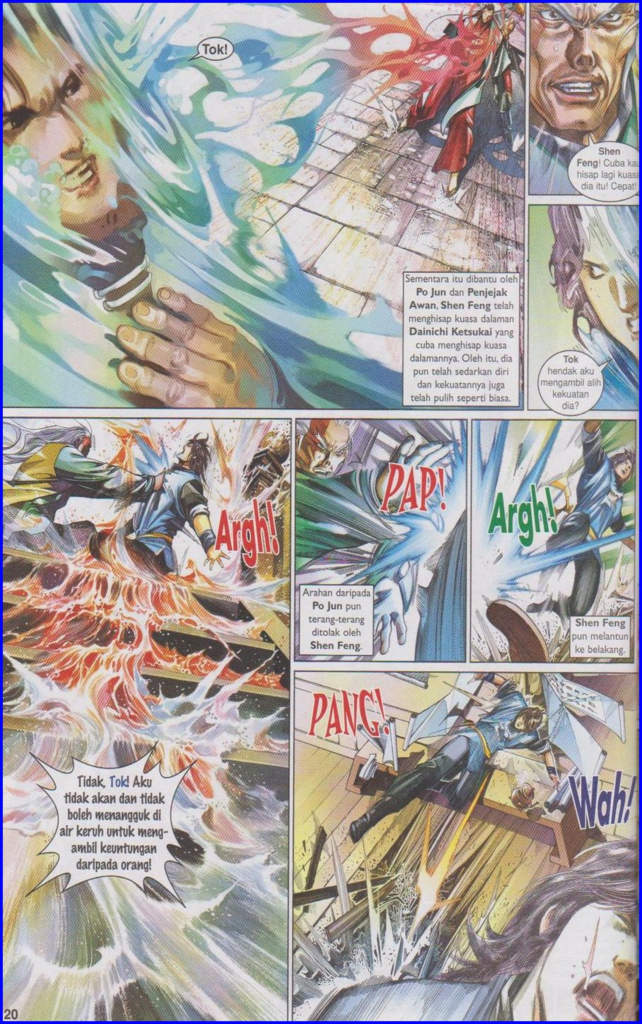 Tok!
Shen
Feng! Cuba ka
hisap lagi kuasa
dia itu! Cepat!
Sementara itu dibantu oleh
Po Jun dan Penjejak
Awan, Shen Feng telah
menghisap kuasa dalaman
Dainichi Ketsukai yang
cuba menghisap kuasa
dalamannya. Oleh itu, dia
pun telah sedarkan diri
dan kekuatannya juga
telah pulih seperti biasa.
Tok
hendak aku
mengambil alih
kekuatan
dia?
Argh!
Tidak, Tok! Aku
tidak akan dan tidak
boleh menangguk di
air keruh untuk meng-
ambil keuntungan
daripada orang!
PAP!
Arahan daripada
Po Jun pun
terang-terang
ditolak oleh
Shen Feng.
Argh!
Shen Feng
pun melantun
ke belakang.
PANG!
Wah!
20